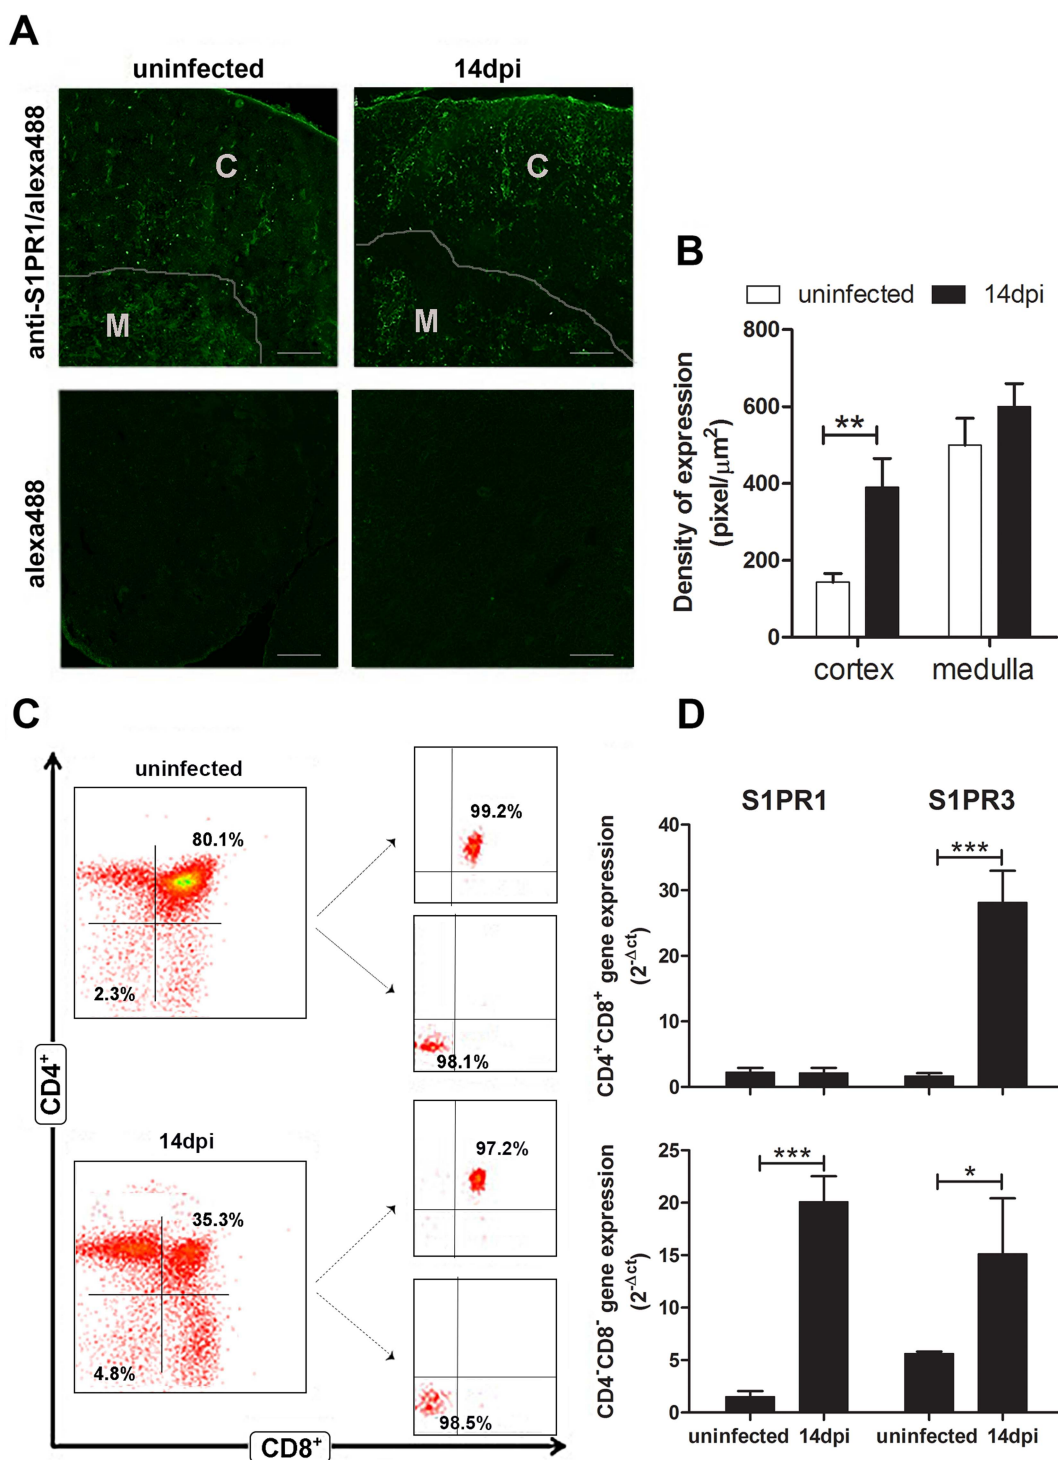 A
uninfected
14dpi
anti-S1PR1/alexa488
C
C
M
M
alexa488
B
uninfected
14dpi
Density of expression
(pixel/μm²)
800
600
400
200
0
**
cortex
medulla
C
uninfected
80.1%
2.3%
99.2%
98.1%
14dpi
35.3%
4.8%
97.2%
98.5%
CD4⁺
CD8⁺
D
S1PR1
S1PR3
CD4⁺CD8⁺ gene expression
(2^-Δct)
40
30
20
10
0
***
CD4⁻CD8⁻ gene expression
(2^-Δct)
25
20
15
10
5
0
***
*
uninfected 14dpi
uninfected 14dpi